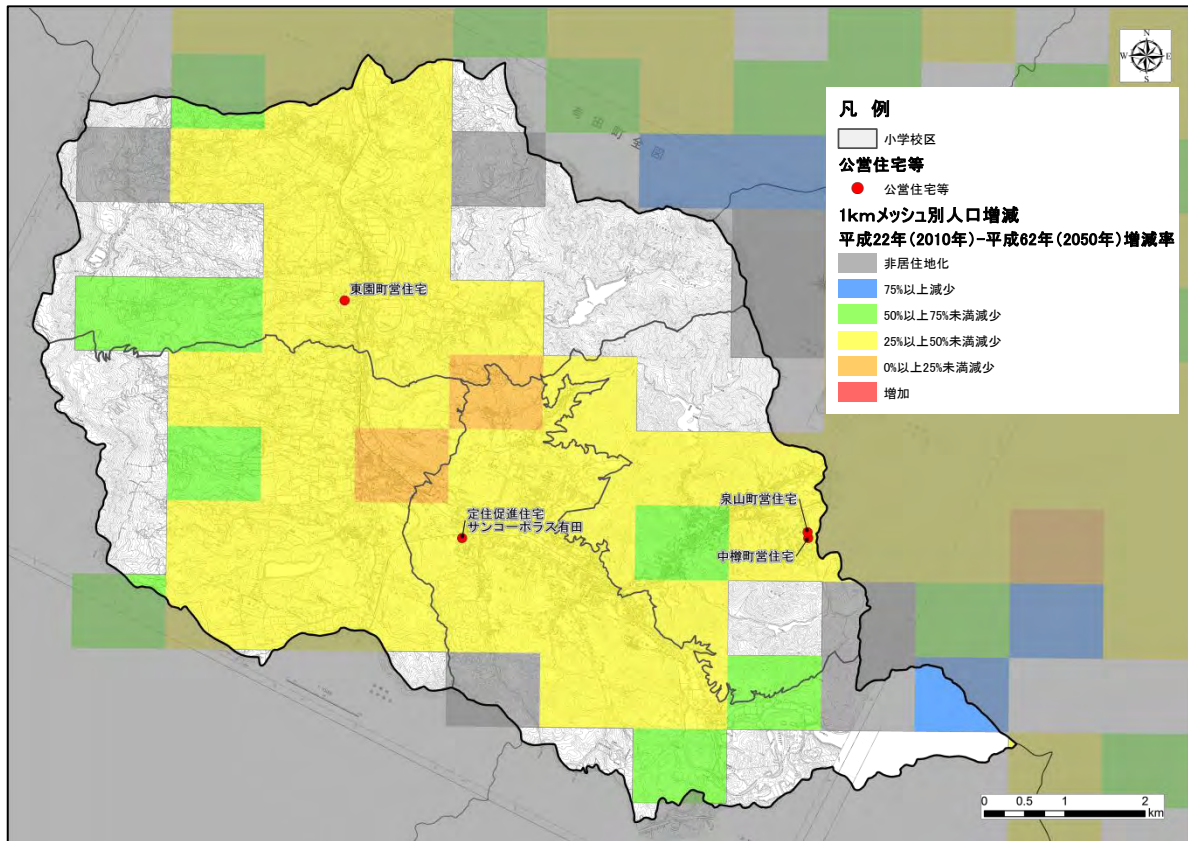 N
W
E
S
有田町全図
凡 例
小学校区
公営住宅等
公営住宅等
1kmメッシュ別人口増減
平成22年(2010年)-平成62年(2050年)増減率
非居住地化
75%以上減少
50%以上75%未満減少
25%以上50%未満減少
0%以上25%未満減少
増加
東園町営住宅
泉山町営住宅
定住促進住宅
サンコーポラス有田
中樽町営住宅
0 0.5 1 2
km